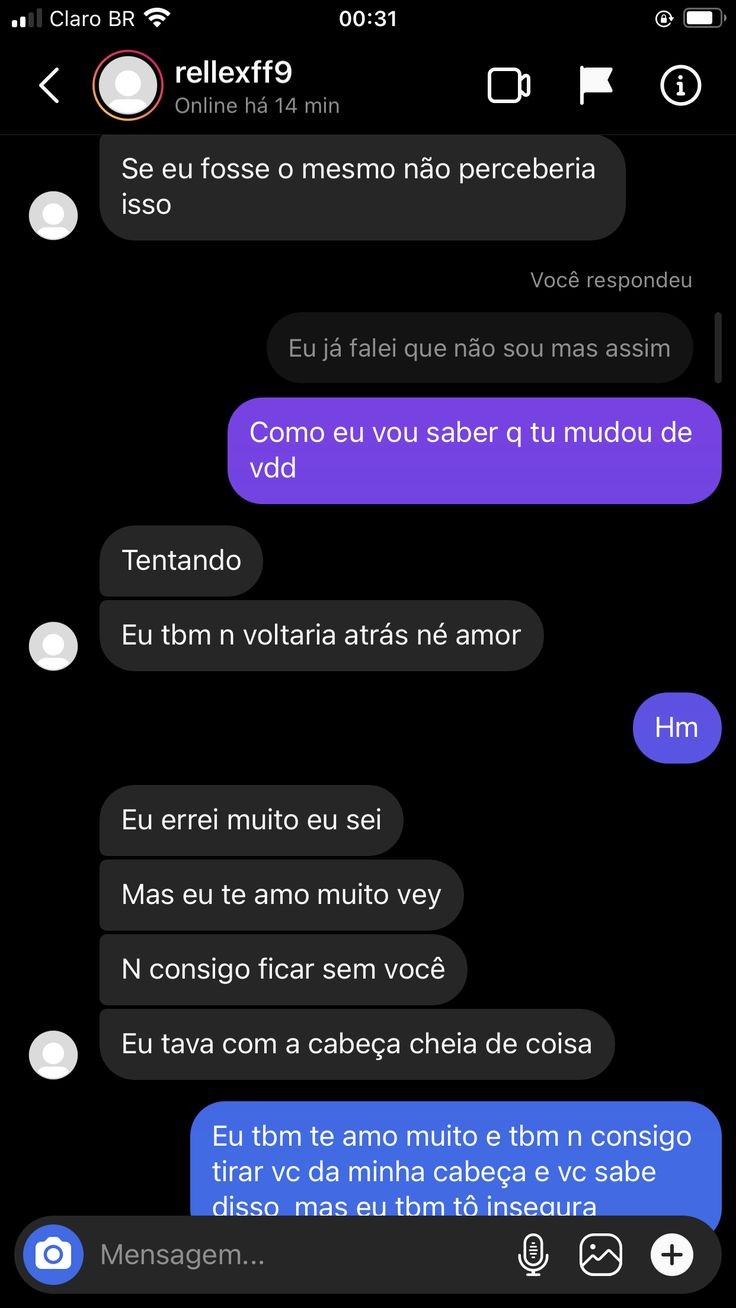 Claro BR
00:31
rellexff9
Online há 14 min
Se eu fosse o mesmo não perceberia
isso
Você respondeu
Eu já falei que não sou mas assim
Como eu vou saber q tu mudou de
vdd
Tentando
Eu tbm n voltaria atrás né amor
Hm
Eu errei muito eu sei
Mas eu te amo muito vey
N consigo ficar sem você
Eu tava com a cabeça cheia de coisa
Eu tbm te amo muito e tbm n consigo
tirar vc da minha cabeça e vc sabe
disso mas eu tbm tô insegura
Mensagem...